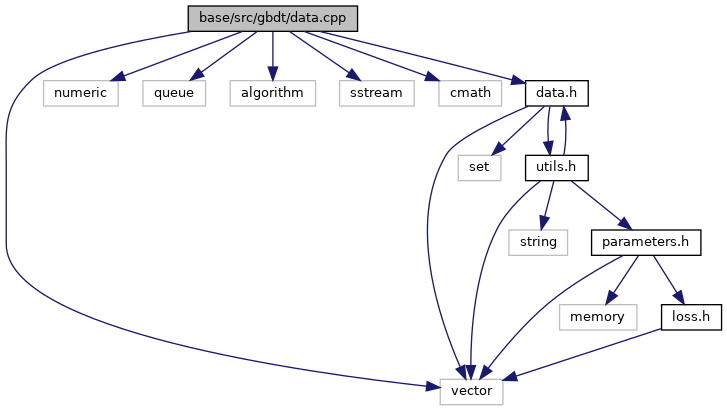 base/src/gbdt/data.cpp
numeric
queue
algorithm
sstream
cmath
data.h
set
utils.h
string
parameters.h
memory
loss.h
vector